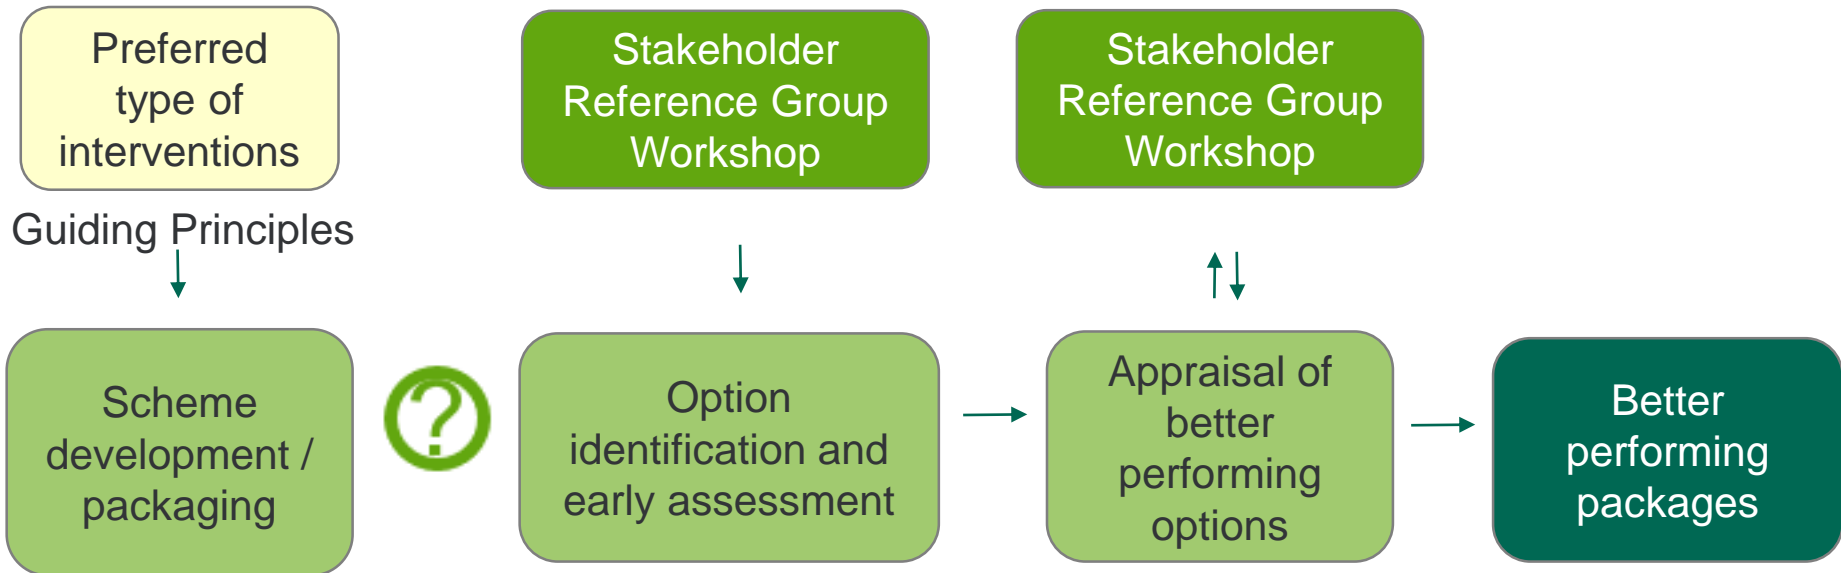 Preferred
type of
interventions
Stakeholder
Reference Group
Workshop
Stakeholder
Reference Group
Workshop
Guiding Principles
Scheme
development /
packaging
?
Option
identification and
early assessment
Appraisal of
better
performing
options
Better
performing
packages